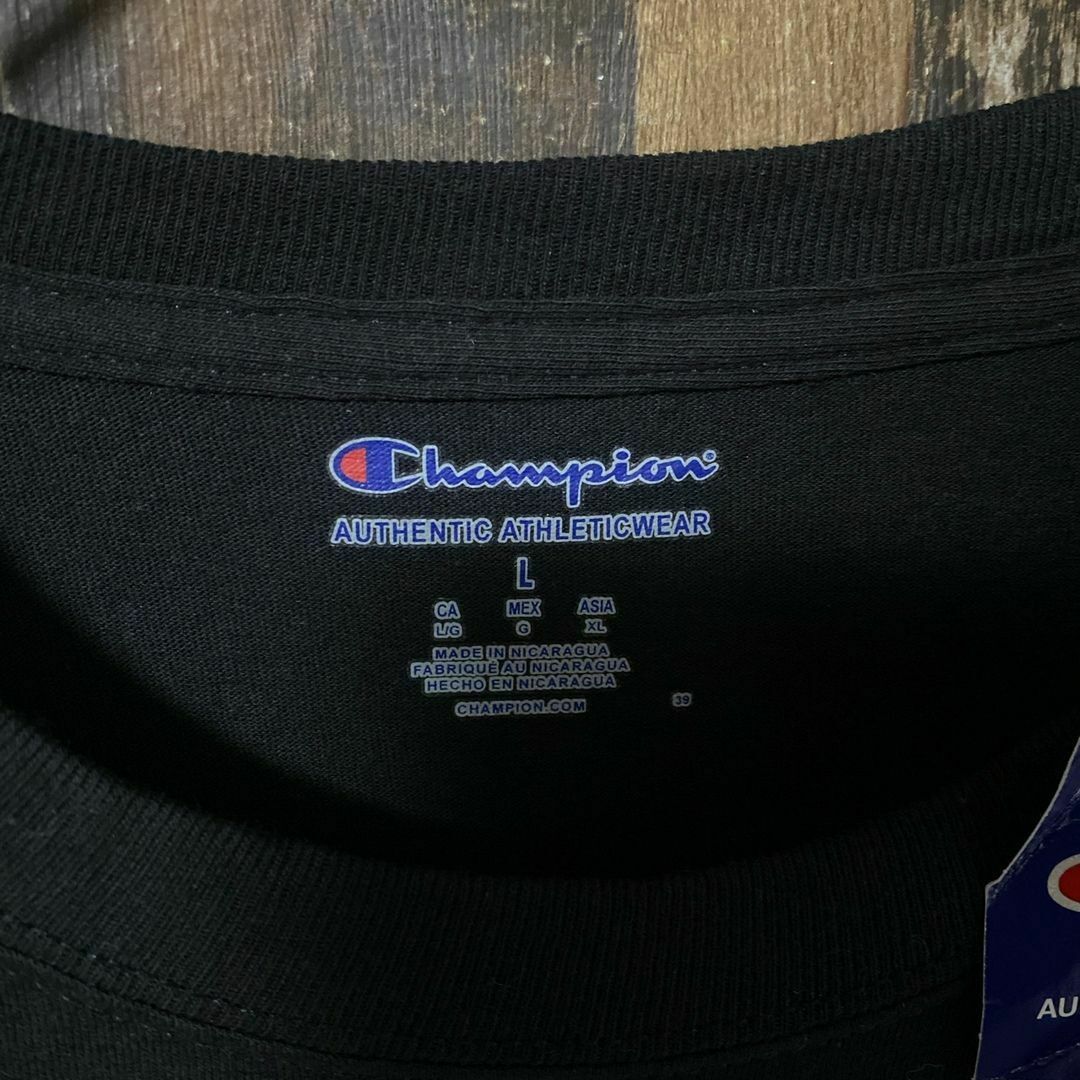 Champion®
AUTHENTIC ATHLETICWEAR
L
CA MEX ASIA
L/G G XL
MADE IN NICARAGUA
FABRIQUÉ AU NICARAGUA
HECHO EN NICARAGUA
CHAMPION.COM 39
AU